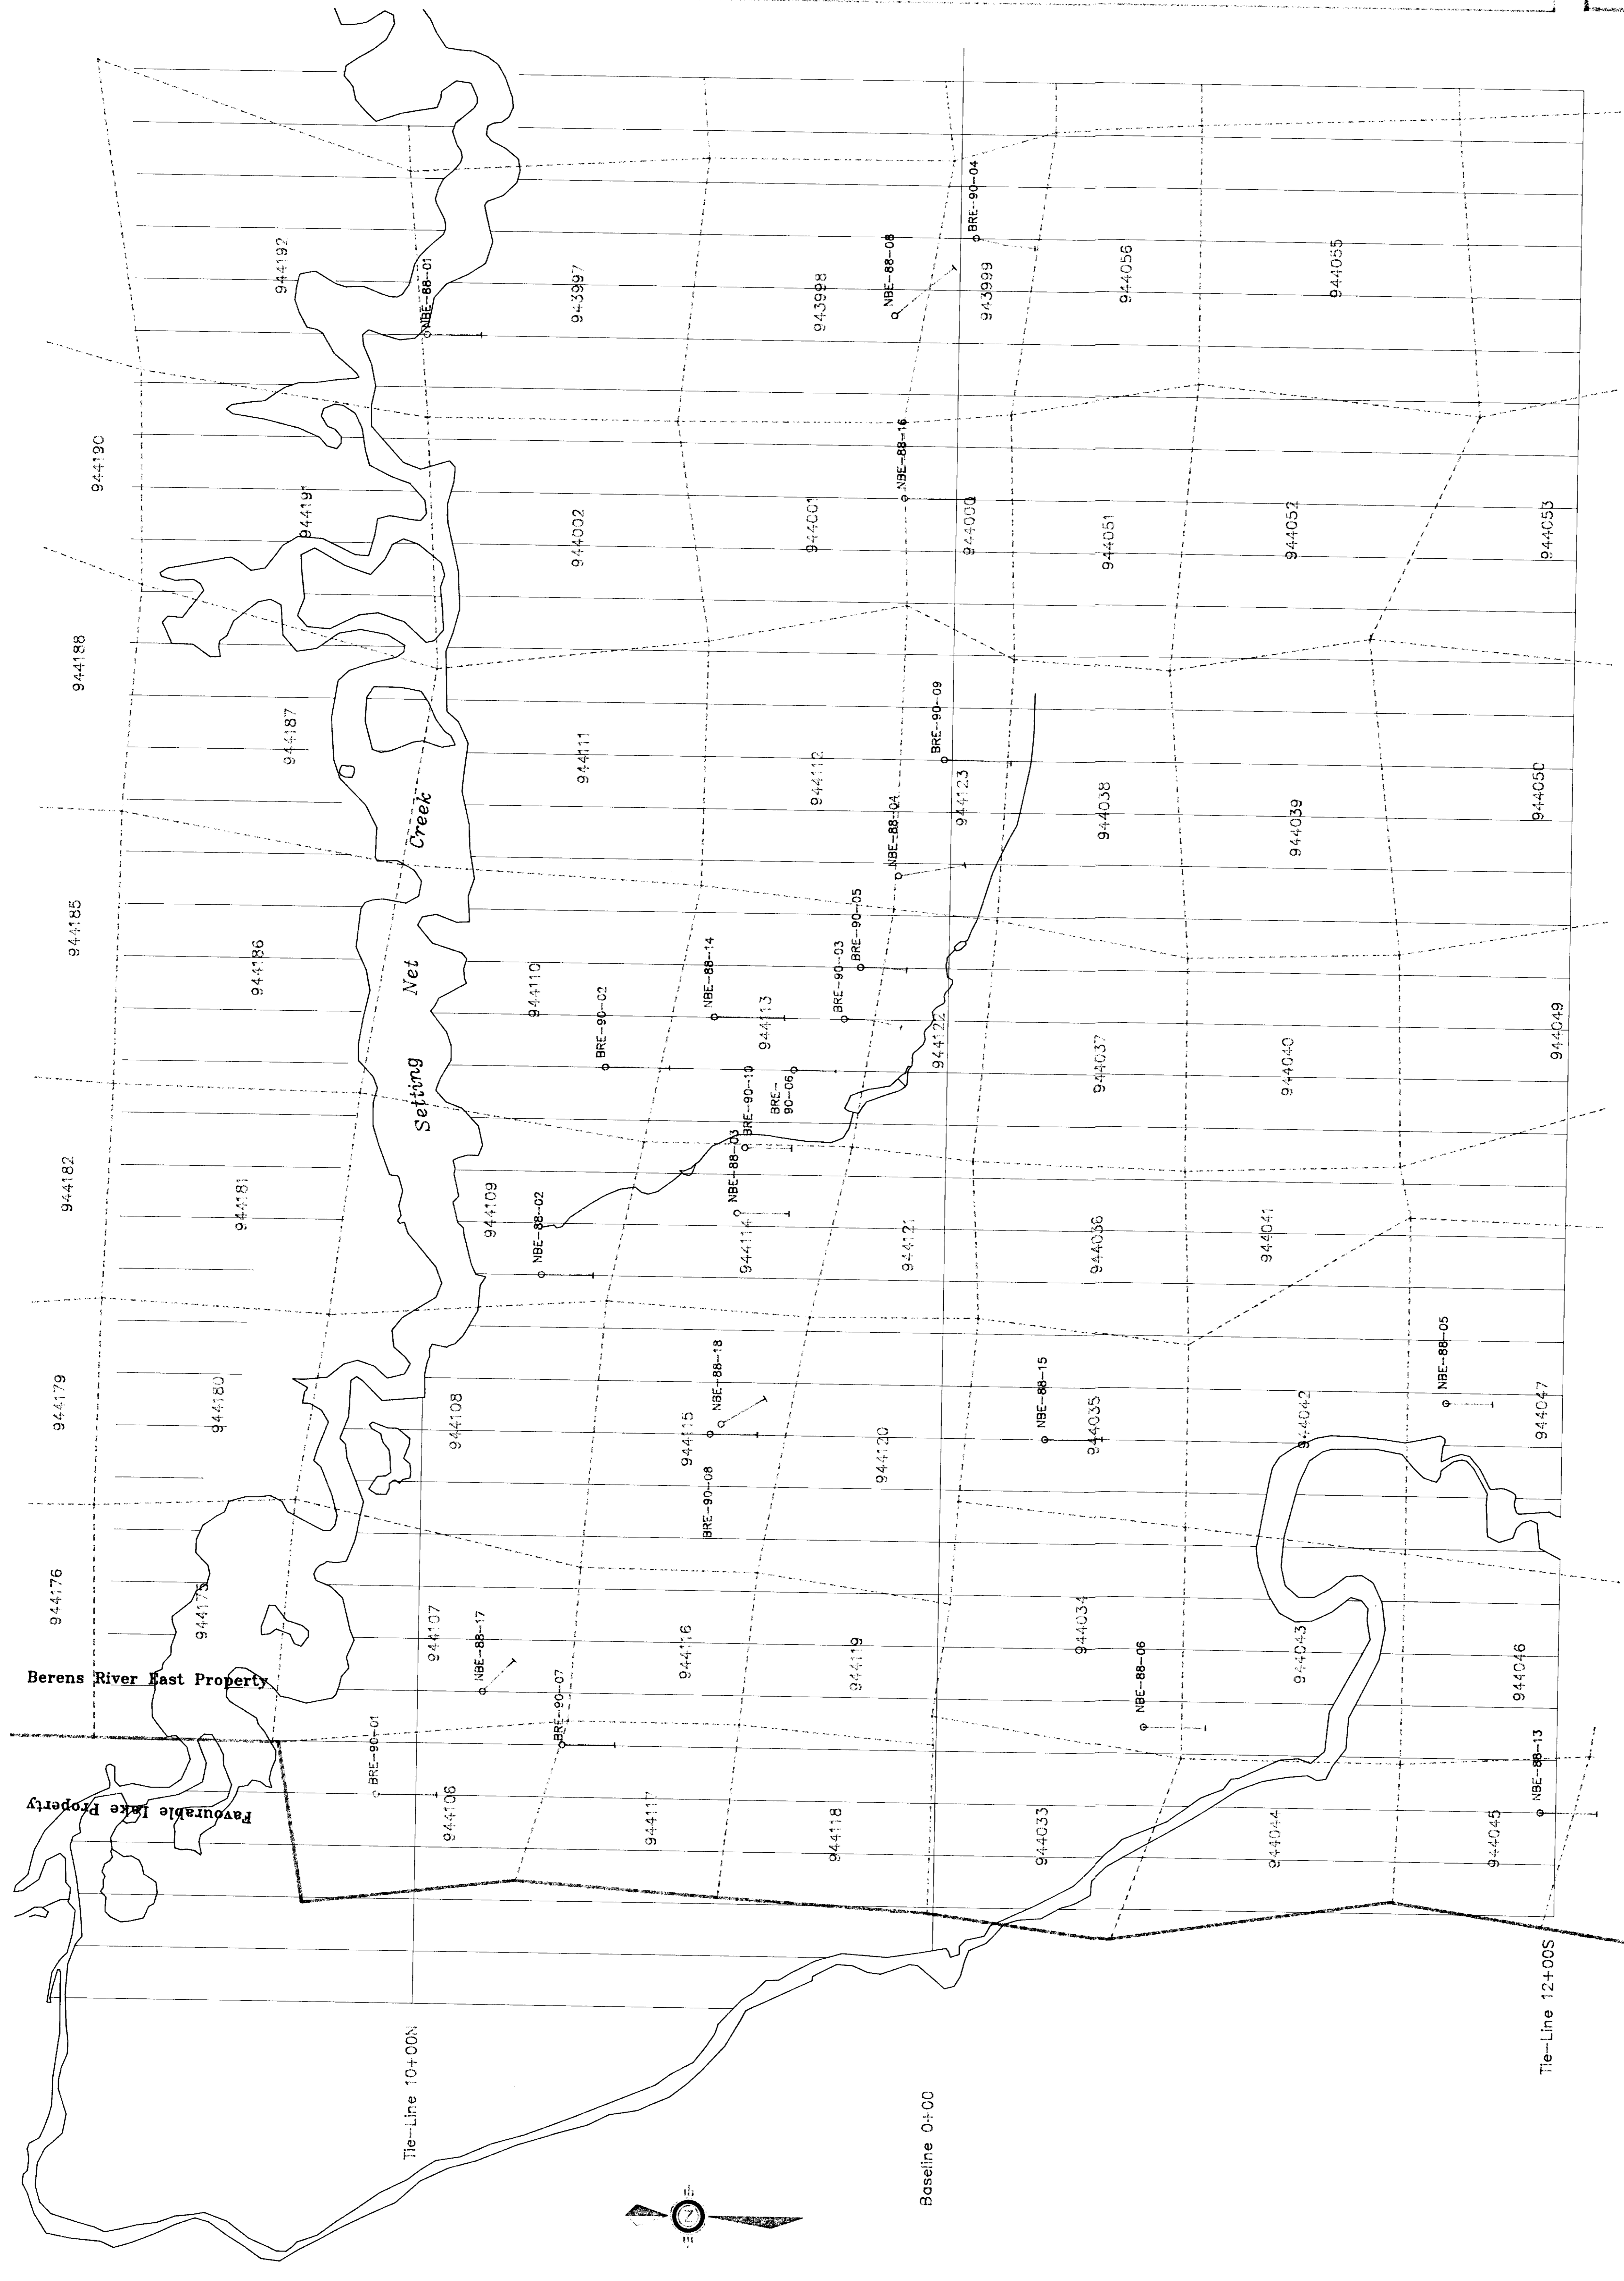 BRE-90-04
944192
NBE-88-01
943997
943998
NBE-88-08
943999
944056
944055
944190
944191
944002
944001
NBE-88-16
944000
944051
944052
944053
944188
944187
944111
944112
BRE-90-09
944123
944038
944039
944050
Creek
NBE-88-04
944185
944186
Net
944110
BRE-90-02
NBE-88-14
944113
BRE-90-03
BRE-90-05
944122
944037
944040
944049
Setting
BRE-90-10
BRE-
90-06
944182
944181
944109
NBE-88-02
NBE-88-03
944114
944121
944036
944041
944179
944180
944108
944115
NBE-88-18
BRE-90-08
944120
NBE-88-15
944035
944042
NBE-88-05
944047
944176
944175
944107
NBE-88-17
BRE-90-07
944116
944119
944034
NBE-88-06
944043
944046
Berens River East Property
Favourable Lake Property
BRE-90-01
944106
944117
944118
944033
944044
944045
NBE-88-13
Tie-Line 10+00N
Baseline 0+00
Tie-Line 12+00S
N